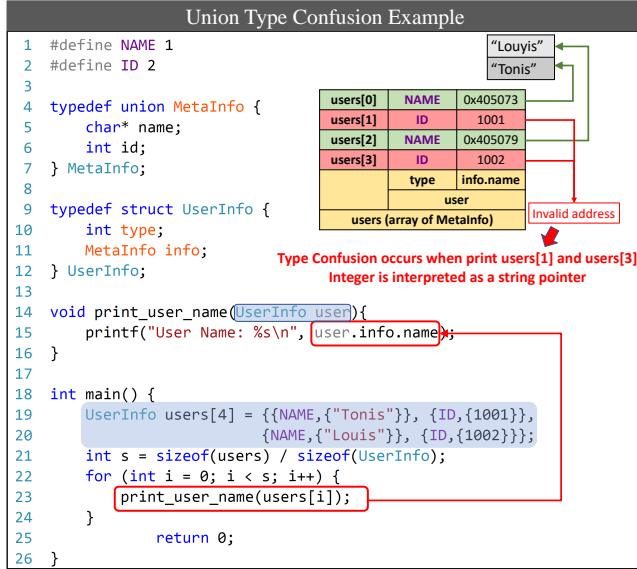 Union Type Confusion Example
1 #define NAME 1
2 #define ID 2
3
4 typedef union MetaInfo {
5 char* name;
6 int id;
7 } MetaInfo;
8
9 typedef struct UserInfo {
10 int type;
11 MetaInfo info;
12 } UserInfo;
13
14 void print_user_name(UserInfo user){
15 printf("User Name: %s\n", user.info.name);
16 }
17
18 int main() {
19 UserInfo users[4] = {{NAME,{"Tonis"}}, {ID,{1001}},
20 {NAME,{"Louis"}}, {ID,{1002}}};
21 int s = sizeof(users) / sizeof(UserInfo);
22 for (int i = 0; i < s; i++) {
23 print_user_name(users[i]);
24 }
25 return 0;
26 }
“Louyis”
“Tonis”
users[0] NAME 0x405073
users[1] ID 1001
users[2] NAME 0x405079
users[3] ID 1002
type info.name
user
users (array of MetaInfo)
Invalid address
Type Confusion occurs when print users[1] and users[3]
Integer is interpreted as a string pointer